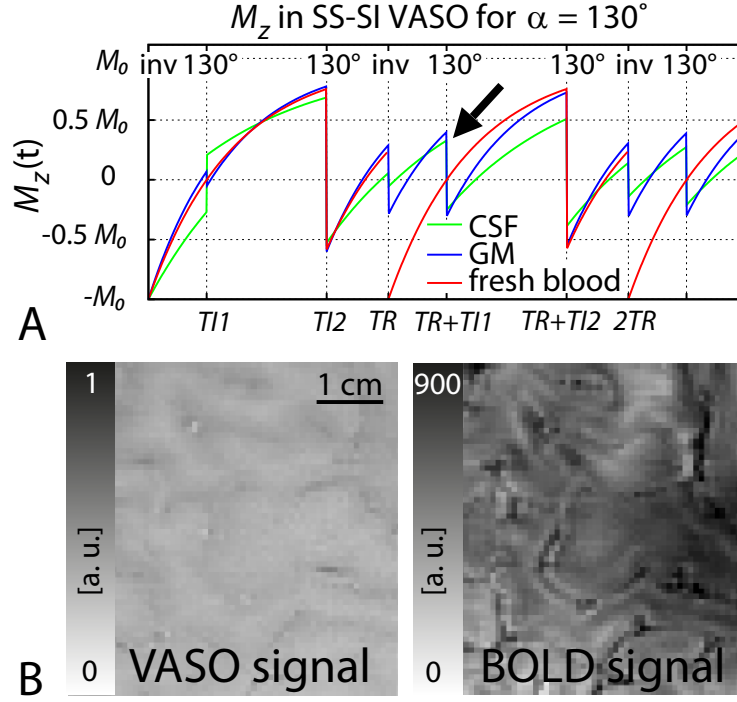 M_z in SS-SI VASO for α = 130°
M₀ inv 130° 130° inv 130° 130° inv 130°
0.5 M₀
0
-0.5 M₀
-M₀
M_z(t)
CSF
GM
fresh blood
TI1 TI2 TR TR+TI1 TR+TI2 2TR
A
1 900
1 cm
[a. u.] [a. u.]
0 VASO signal 0 BOLD signal
B